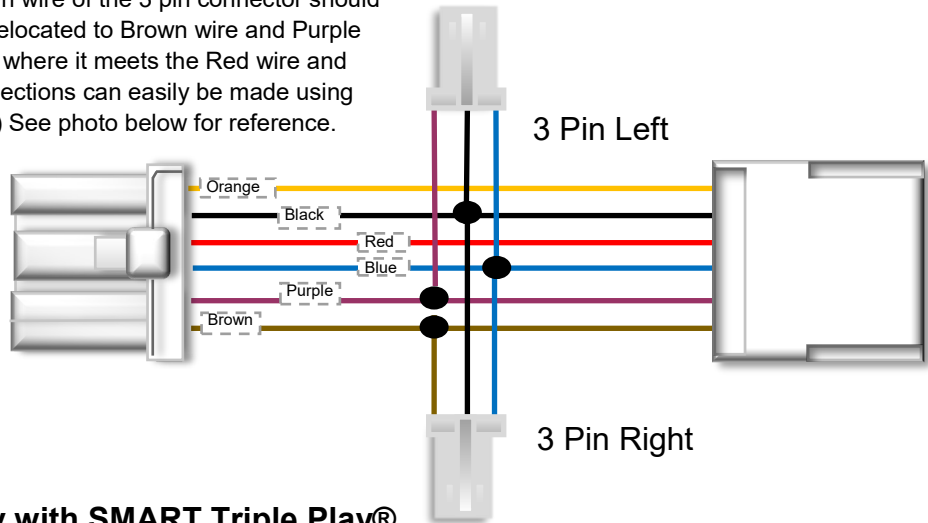 wire of the 3 pin connector should
elocated to Brown wire and Purple
where it meets the Red wire and
ections can easily be made using
) See photo below for reference.
3 Pin Left
Orange
Black
Red
Blue
Purple
Brown
3 Pin Right
with SMART Triple Play®